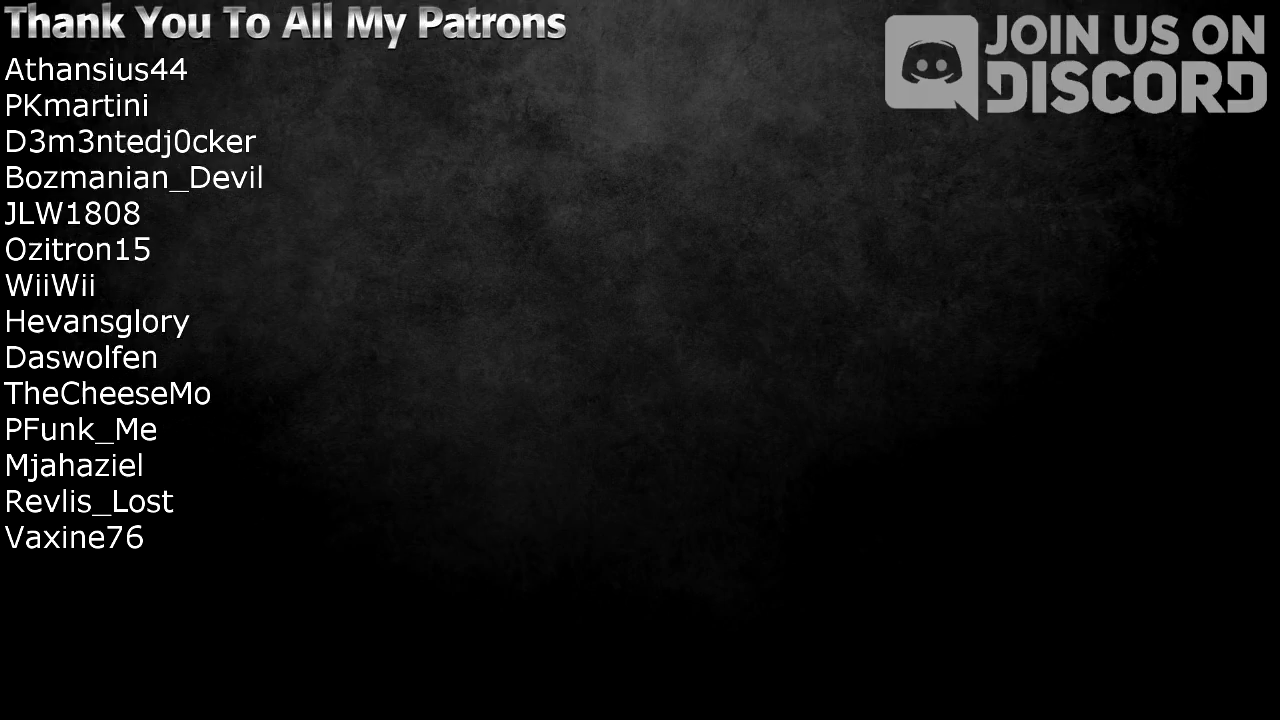 Thank You To All My Patrons
JOIN US ON
DISCORD
Athansius44
PKmartini
D3m3ntedj0cker
Bozmanian_Devil
JLW1808
Ozitron15
WiiWii
Hevansglory
Daswolfen
TheCheeseMo
PFunk_Me
Mjahaziel
Revlis_Lost
Vaxine76